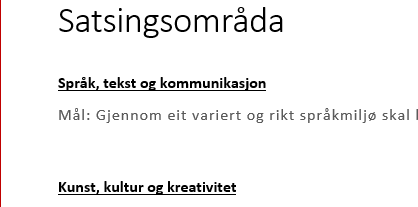 Satsingsområda
Språk, tekst og kommunikasjon
Mål: Gjennom eit variert og rikt språkmiljø skal
Kunst, kultur og kreativitet